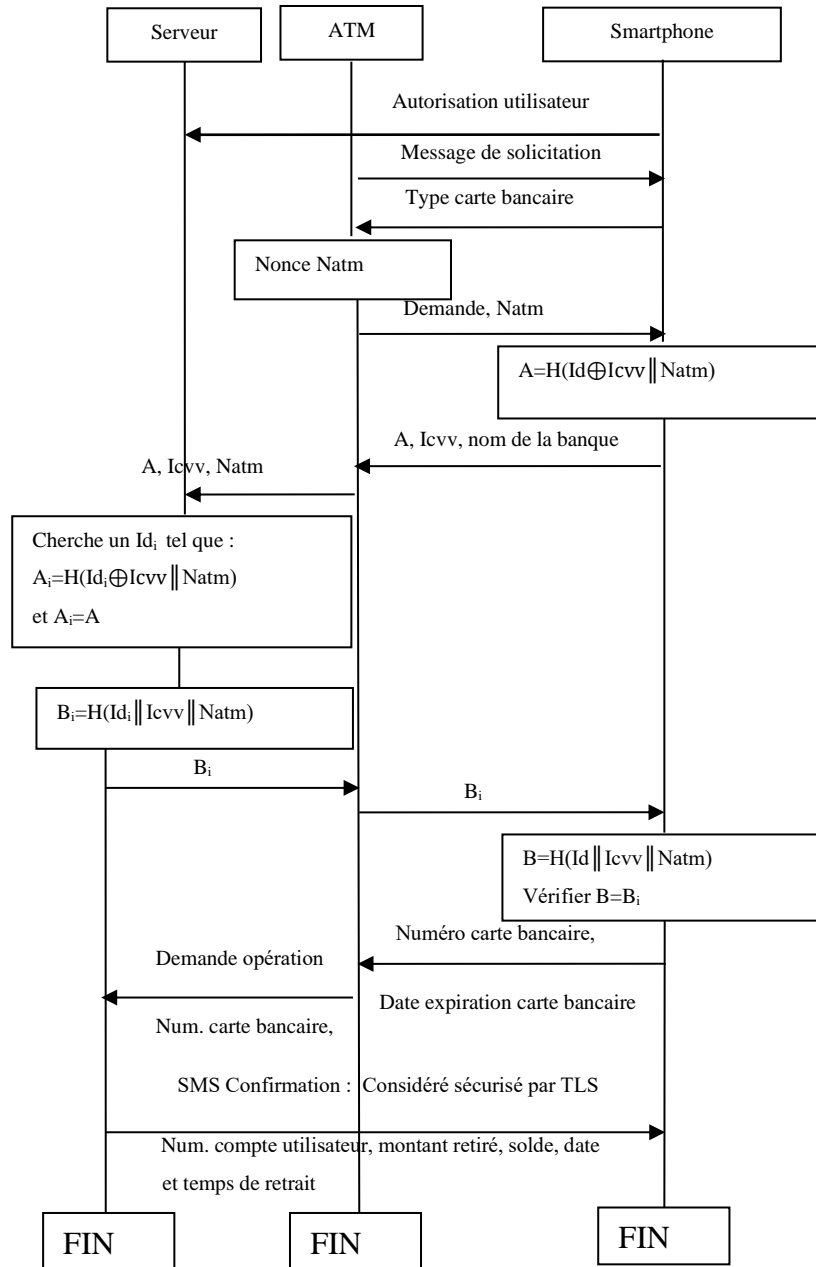 Serveur
ATM
Smartphone
Autorisation utilisateur
Message de solicitation
Type carte bancaire
Nonce Natm
Demande, Natm
A=H(Id⊕Icvv‖Natm)
A, Icvv, nom de la banque
A, Icvv, Natm
Cherche un Idᵢ tel que :
Aᵢ=H(Idᵢ⊕Icvv‖Natm)
et Aᵢ=A
Bᵢ=H(Idᵢ‖Icvv‖Natm)
Bᵢ
Bᵢ
B=H(Id‖Icvv‖Natm)
Vérifier B=Bᵢ
Numéro carte bancaire,
Demande opération
Date expiration carte bancaire
Num. carte bancaire,
SMS Confirmation : Considéré sécurisé par TLS
Num. compte utilisateur, montant retiré, solde, date
et temps de retrait
FIN
FIN
FIN